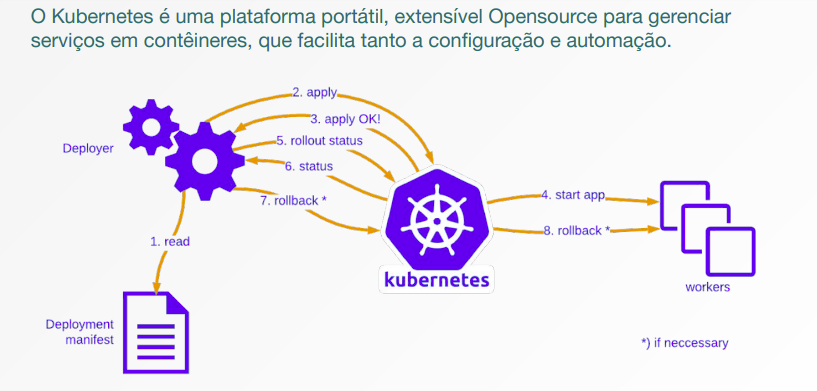 O Kubernetes é uma plataforma portátil, extensível Opensource para gerenciar
serviços em contêineres, que facilita tanto a configuração e automação.
2. apply
3. apply OK!
Deployer
5. rollout status
6. status
7. rollback *
4. start app
8. rollback *
1. read
kubernetes
workers
Deployment
manifest
*) if neccessary